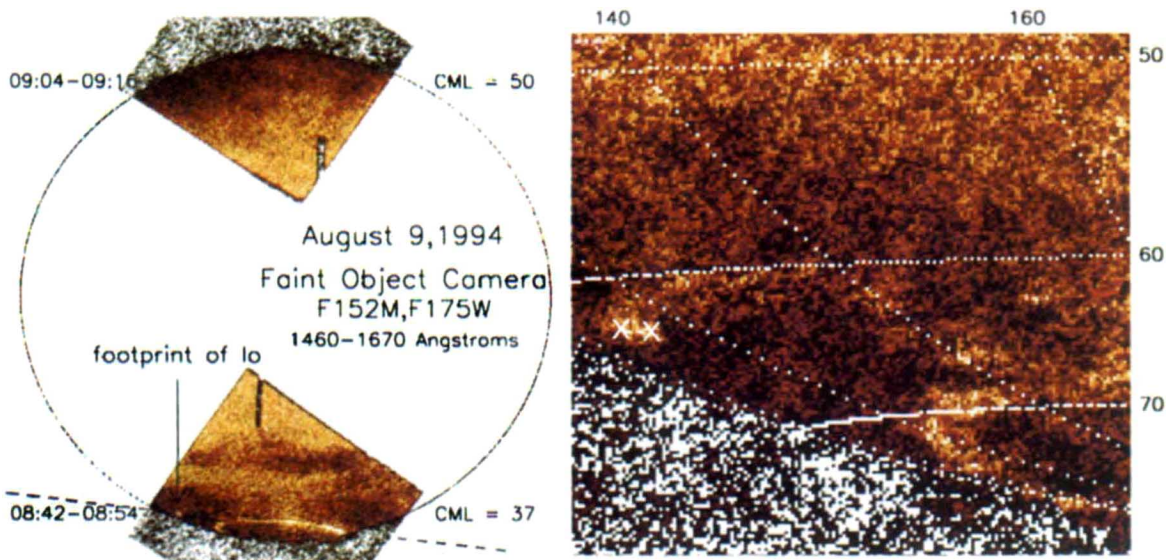 09:04-09:16
CML = 50
August 9,1994
Faint Object Camera
F152M,F175W
1460-1670 Angstroms
footprint of Io
08:42-08:54
CML = 37
140
160
50
60
70